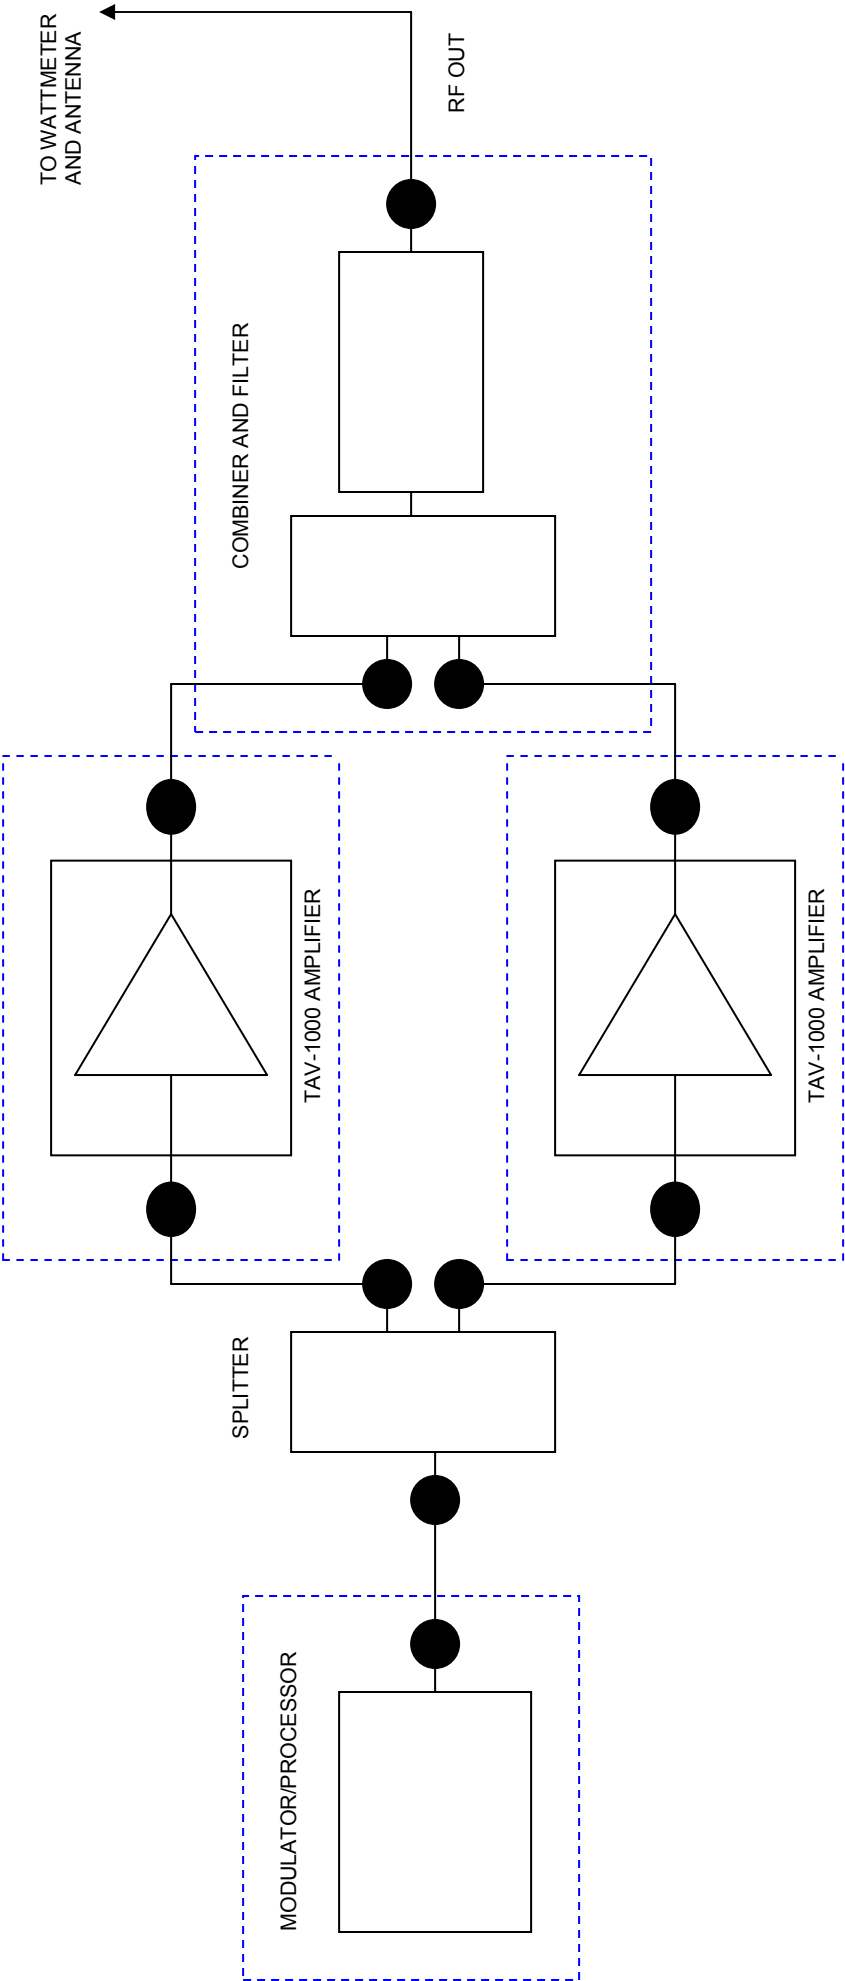 TO WATTMETER
AND ANTENNA
RF OUT
COMBINER AND FILTER
TAV-1000 AMPLIFIER
TAV-1000 AMPLIFIER
SPLITTER
MODULATOR/PROCESSOR